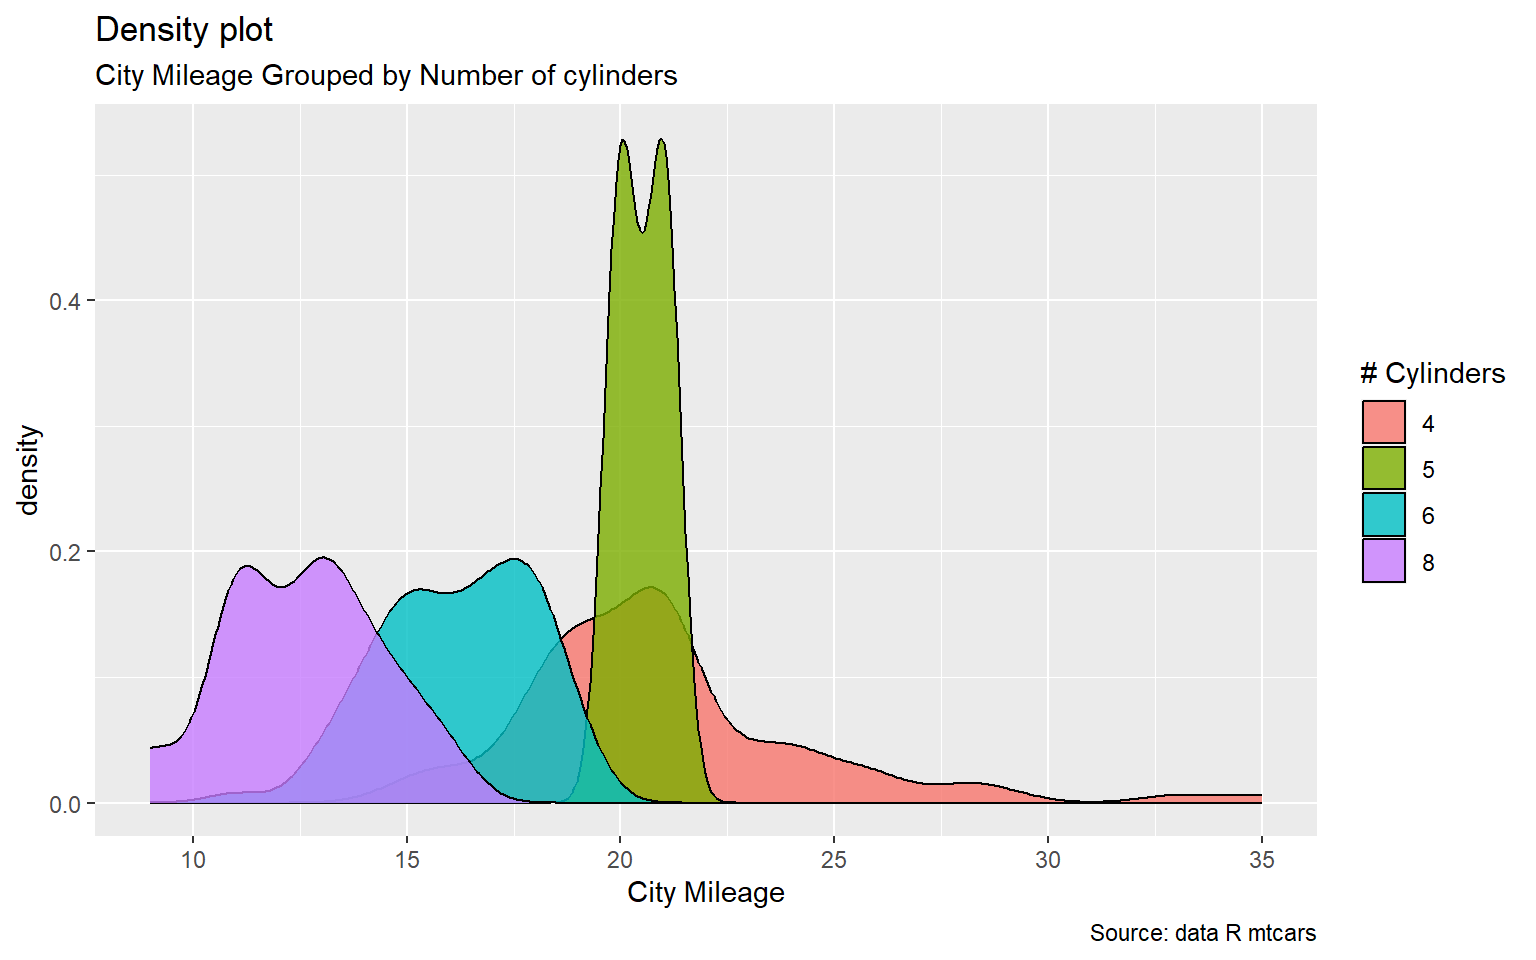 Density plot
City Mileage Grouped by Number of cylinders
density
0.4
0.2
0.0
10 15 20 25 30 35
City Mileage
# Cylinders
4
5
6
8
Source: data R mtcars